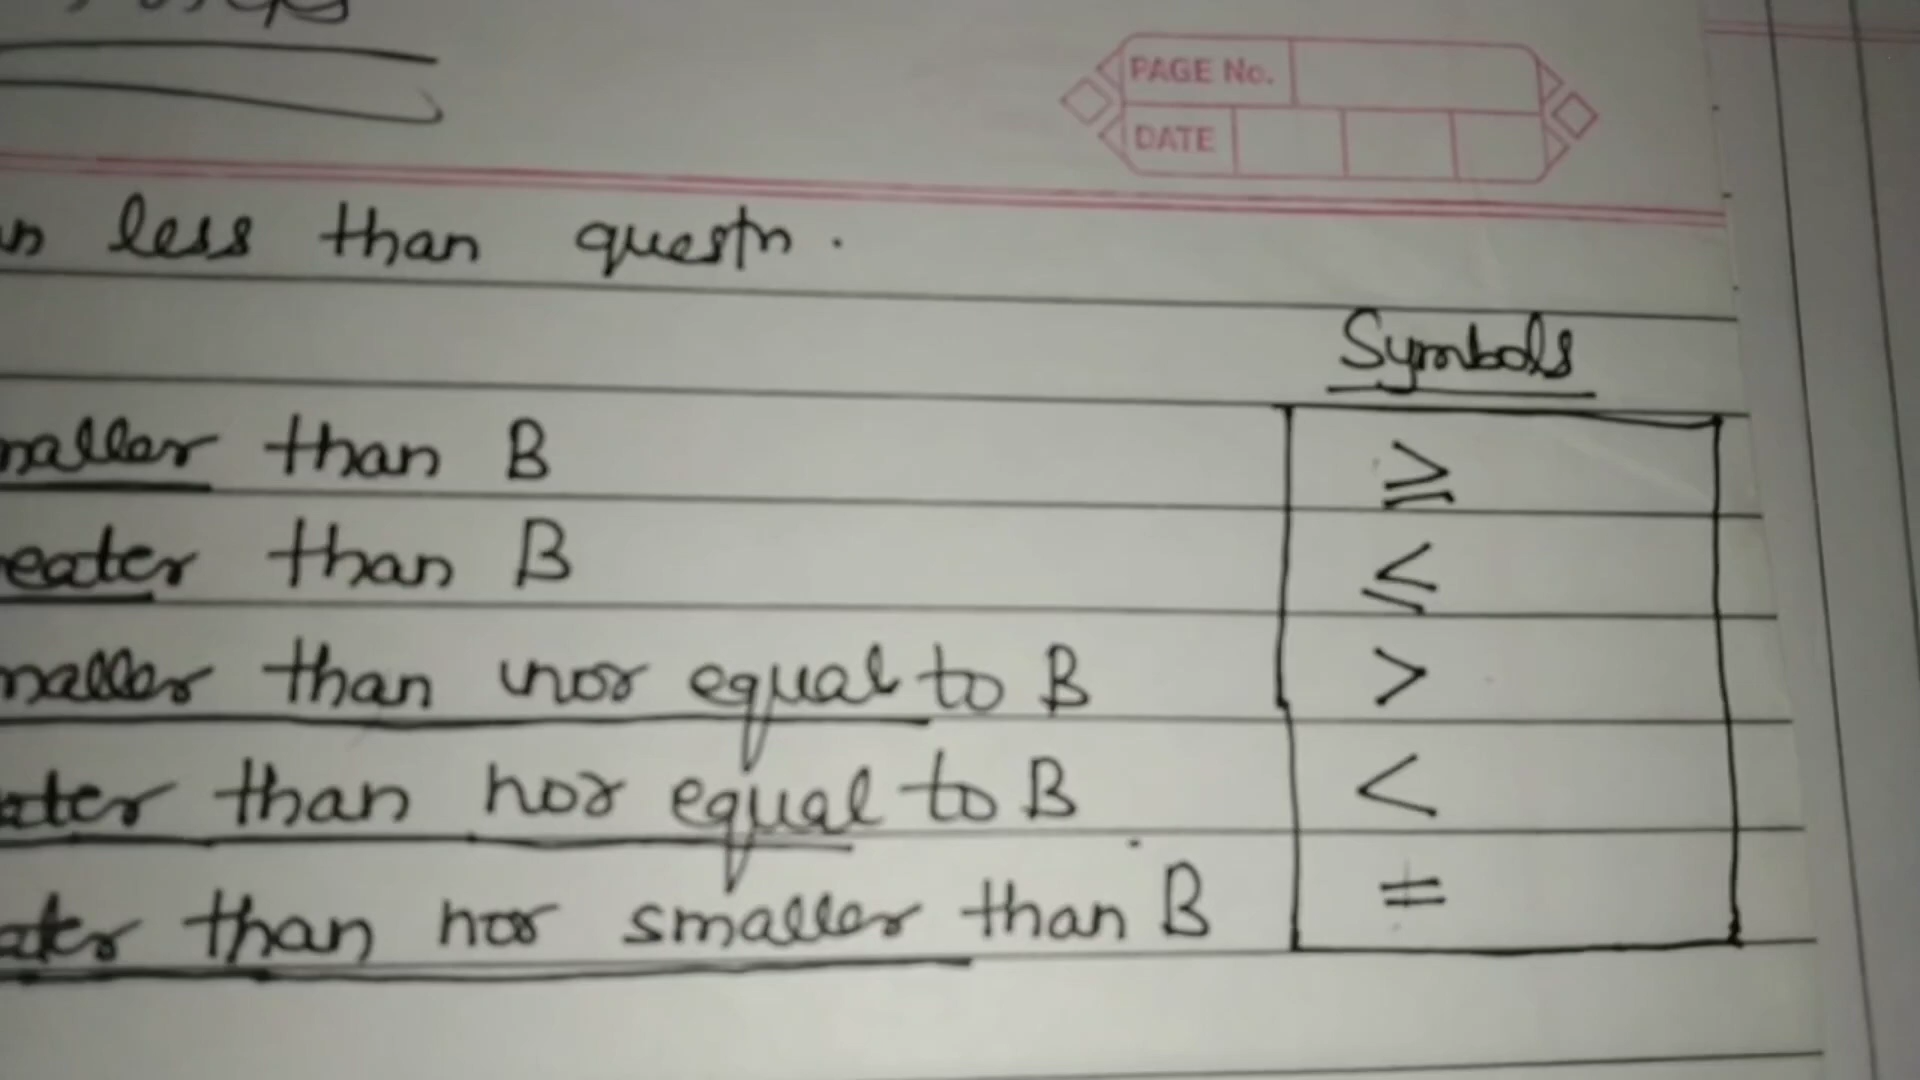 PAGE No.
DATE
less than questn.
Symbols
than B ≥
than B ≤
than nor equal to B >
than nor equal to B <
than nor smaller than B =